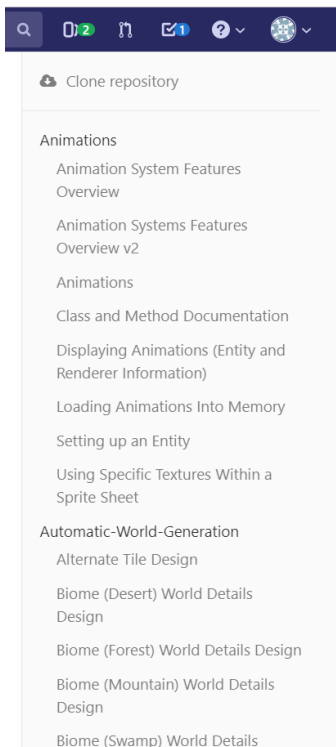 2
1
?
Clone repository
Animations
Animation System Features
Overview
Animation Systems Features
Overview v2
Animations
Class and Method Documentation
Displaying Animations (Entity and
Renderer Information)
Loading Animations Into Memory
Setting up an Entity
Using Specific Textures Within a
Sprite Sheet
Automatic-World-Generation
Alternate Tile Design
Biome (Desert) World Details
Design
Biome (Forest) World Details Design
Biome (Mountain) World Details
Design
Biome (Swamp) World Details